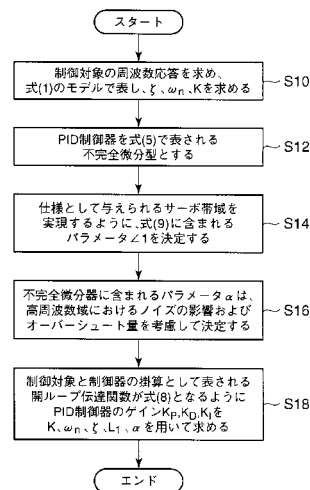 スタート
制御対象の周波数応答を求め、
式(1)のモデルで表し、ζ、ωn、Kを求める
S10
PID制御器を式(5)で表される
不完全微分型とする
S12
仕様として与えられるサーボ帯域を
実現するように、式(9)に含まれる
パラメータ∠1を決定する
S14
不完全微分器に含まれるパラメータαは、
高周波数域におけるノイズの影響および
オーバーシュート量を考慮して決定する
S16
制御対象と制御器の掛算として表される
開ループ伝達関数が式(8)となるように
PID制御器のゲインKP,KD,KIを
K、ωn、ζ、L1、αを用いて求める
S18
エンド